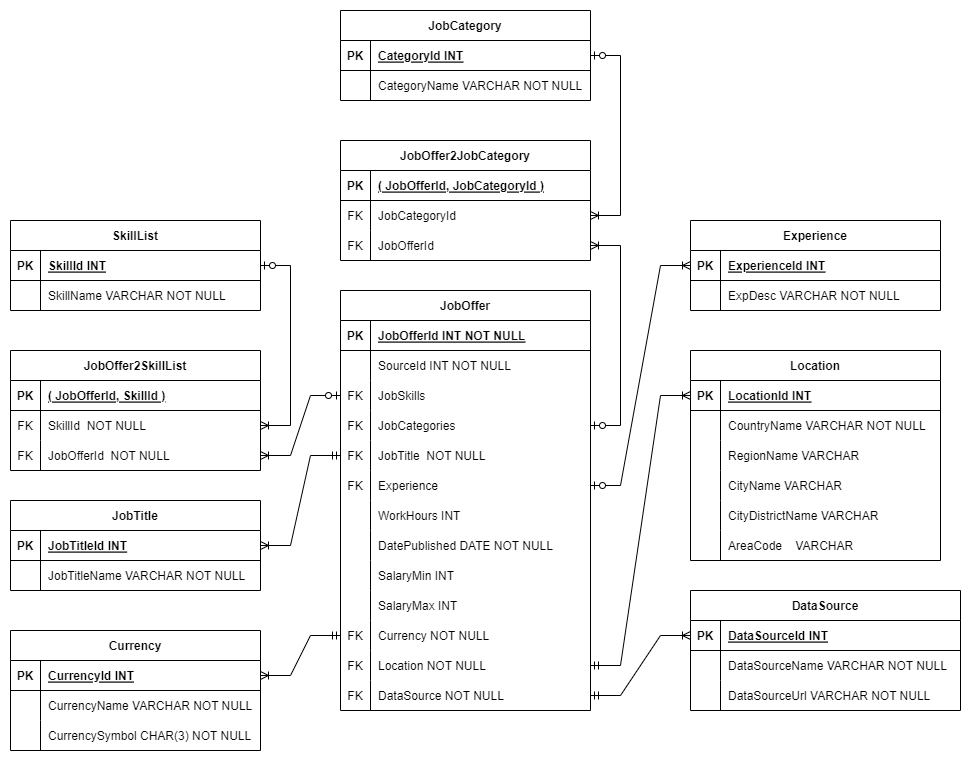 JobCategory
PK CategoryId INT
CategoryName VARCHAR NOT NULL
JobOffer2JobCategory
PK ( JobOfferId, JobCategoryId )
FK JobCategoryId
FK JobOfferId
SkillList
PK SkillId INT
SkillName VARCHAR NOT NULL
JobOffer2SkillList
PK ( JobOfferId, SkillId )
FK SkillId NOT NULL
FK JobOfferId NOT NULL
JobTitle
PK JobTitleId INT
JobTitleName VARCHAR NOT NULL
Currency
PK CurrencyId INT
CurrencyName VARCHAR NOT NULL
CurrencySymbol CHAR(3) NOT NULL
JobOffer
PK JobOfferId INT NOT NULL
SourceId INT NOT NULL
FK JobSkills
FK JobCategories
FK JobTitle NOT NULL
FK Experience
WorkHours INT
DatePublished DATE NOT NULL
SalaryMin INT
SalaryMax INT
FK Currency NOT NULL
FK Location NOT NULL
FK DataSource NOT NULL
Experience
PK ExperienceId INT
ExpDesc VARCHAR NOT NULL
Location
PK LocationId INT
CountryName VARCHAR NOT NULL
RegionName VARCHAR
CityName VARCHAR
CityDistrictName VARCHAR
AreaCode VARCHAR
DataSource
PK DataSourceId INT
DataSourceName VARCHAR NOT NULL
DataSourceUrl VARCHAR NOT NULL